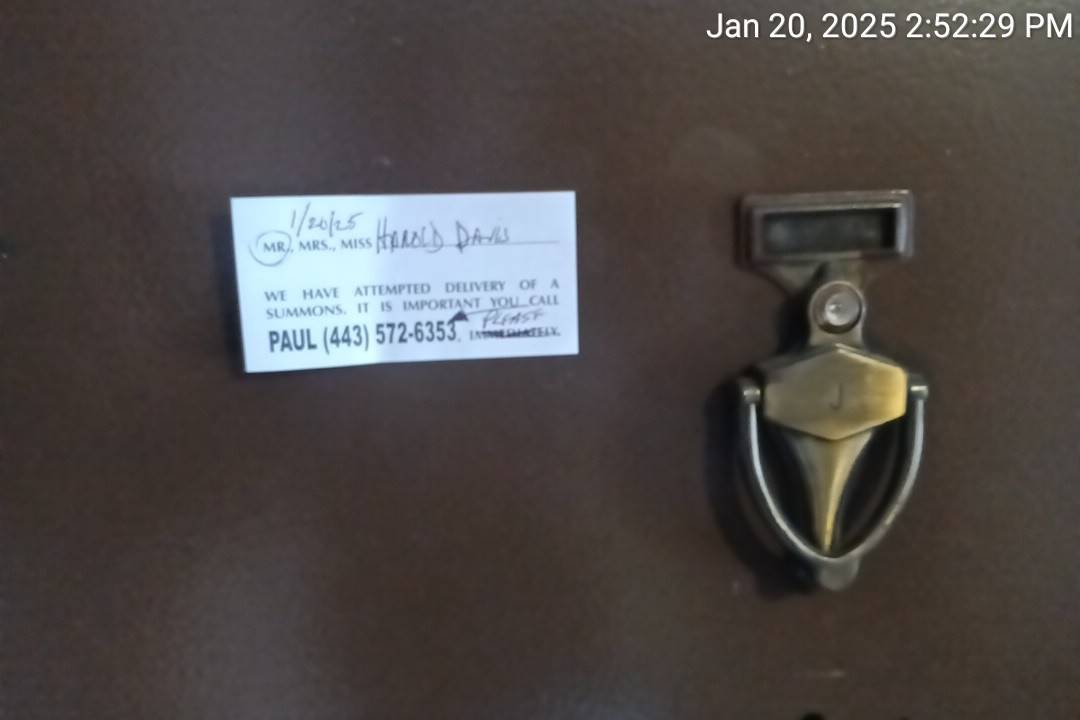 Jan 20, 2025 2:52:29 PM
1/20/25
MR., MRS., MISS HAROLD DAVIS
WE HAVE ATTEMPTED DELIVERY OF A
SUMMONS. IT IS IMPORTANT YOU CALL
PLEASE
PAUL (443) 572-6353. IMMEDIATELY.
J